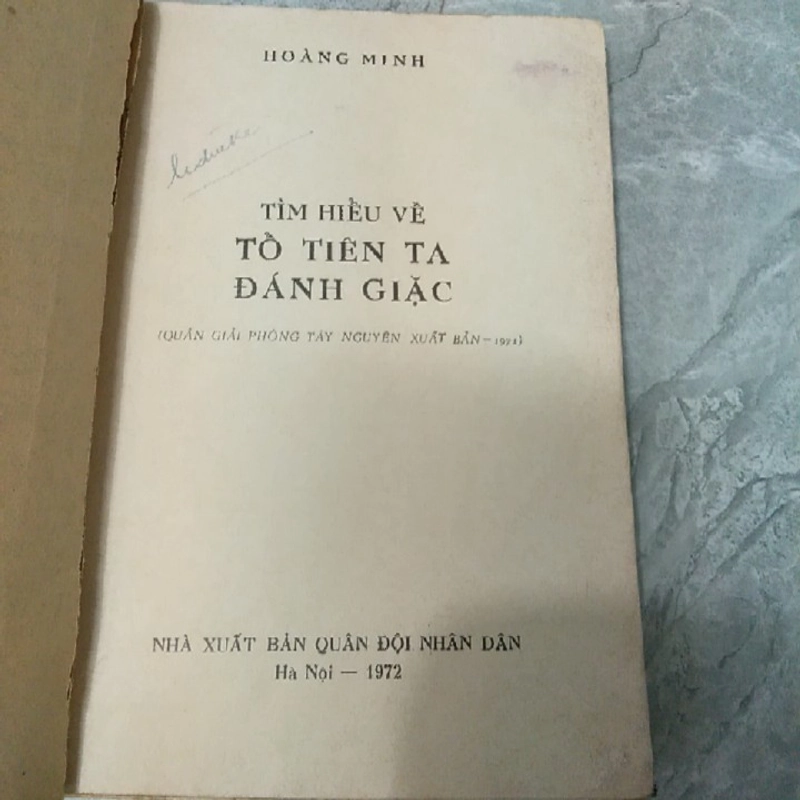 HOÀNG MINH
TÌM HIỂU VỀ
TỔ TIÊN TA
ĐÁNH GIẶC
(QUÂN GIẢI PHÓNG TÂY NGUYÊN XUẤT BẢN — 1971)
NHÀ XUẤT BẢN QUÂN ĐỘI NHÂN DÂN
Hà Nội — 1972